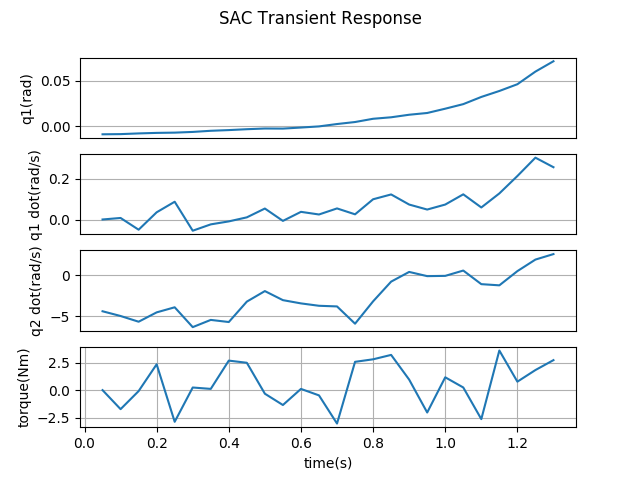 SAC Transient Response
q1(rad)
0.05
0.00
q1 dot(rad/s)
0.2
0.0
q2 dot(rad/s)
0
−5
torque(Nm)
2.5
0.0
−2.5
0.0 0.2 0.4 0.6 0.8 1.0 1.2
time(s)